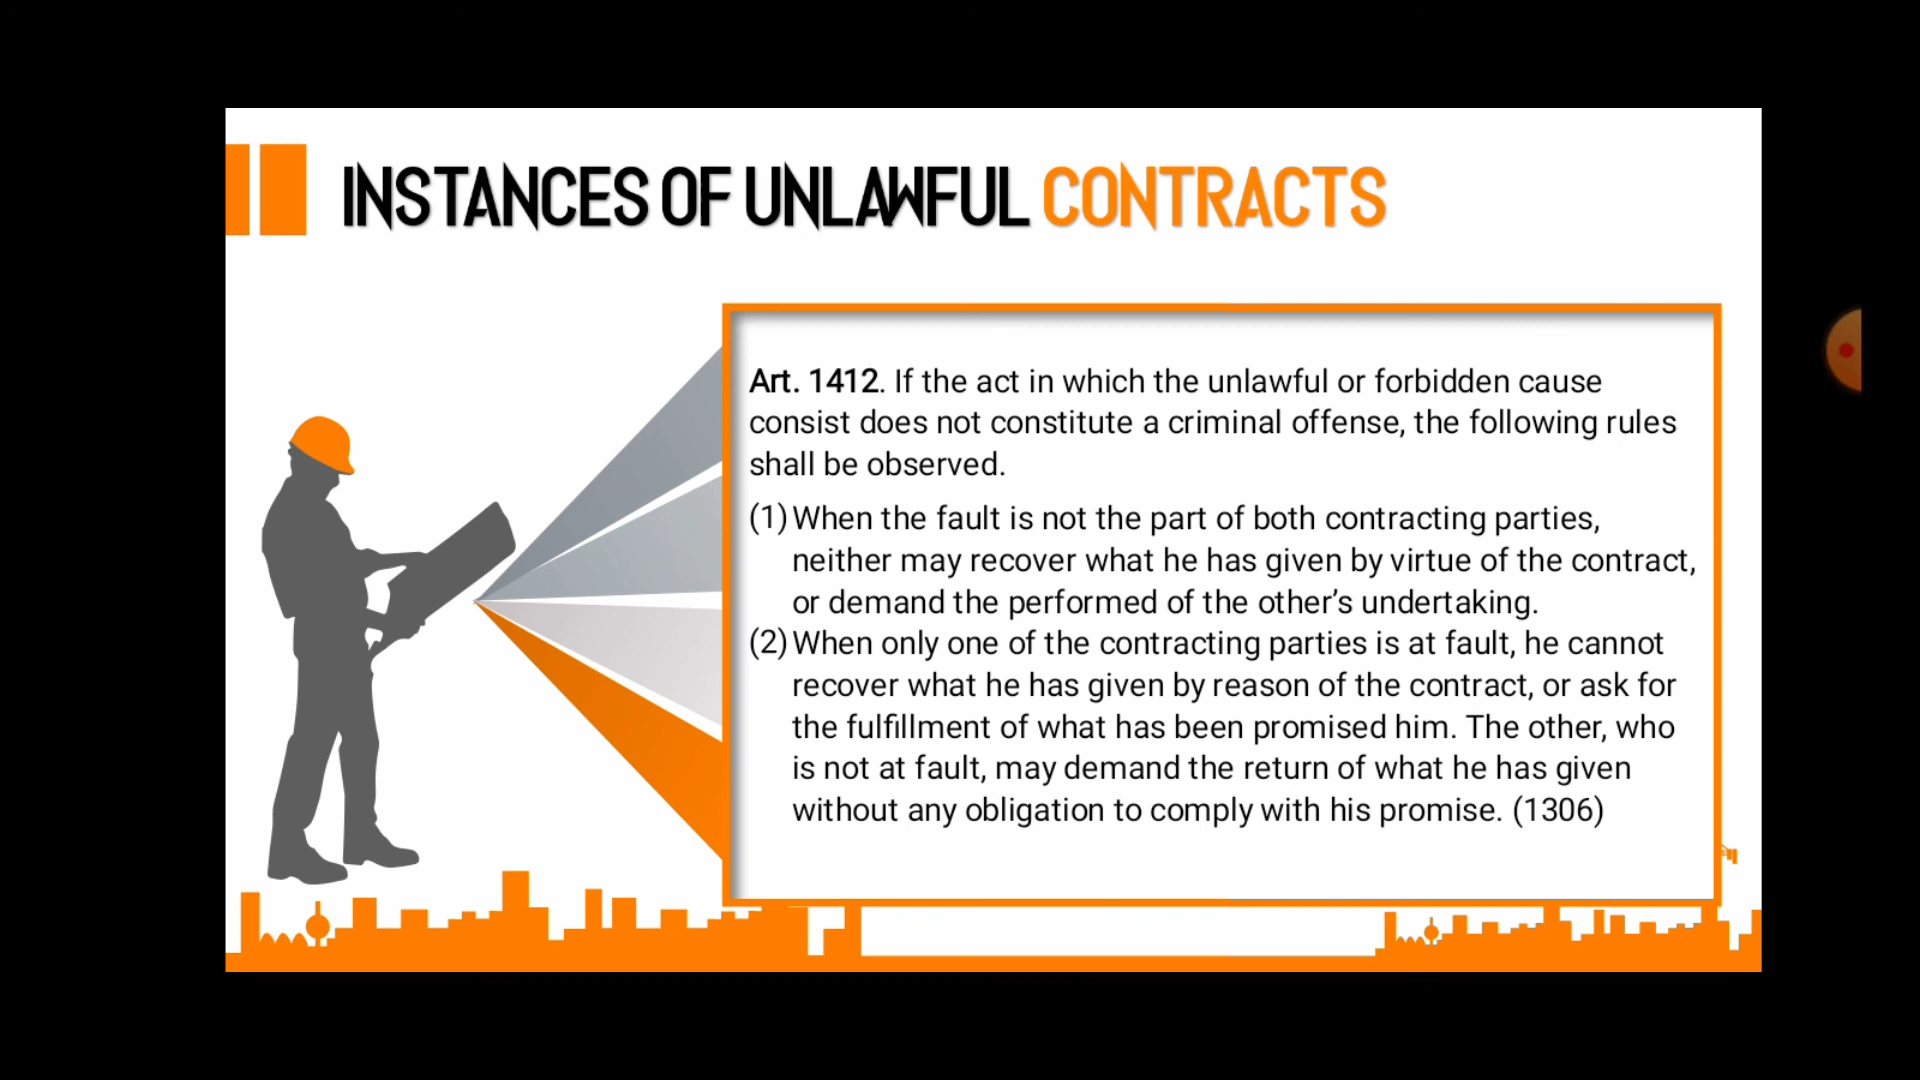 INSTANCES OF UNLAWFUL CONTRACTS
Art. 1412. If the act in which the unlawful or forbidden cause
consist does not constitute a criminal offense, the following rules
shall be observed.
(1) When the fault is not the part of both contracting parties,
neither may recover what he has given by virtue of the contract,
or demand the performed of the other’s undertaking.
(2) When only one of the contracting parties is at fault, he cannot
recover what he has given by reason of the contract, or ask for
the fulfillment of what has been promised him. The other, who
is not at fault, may demand the return of what he has given
without any obligation to comply with his promise. (1306)